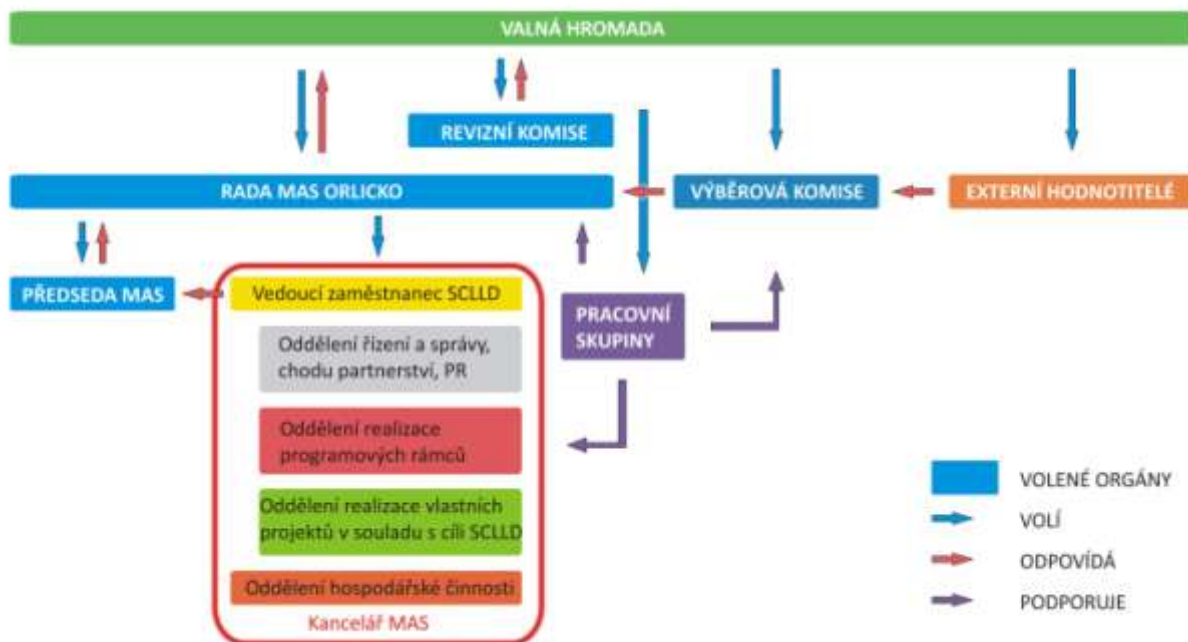 VALNÁ HROMADA
REVIZNÍ KOMISE
RADA MAS ORLICKO
VÝBĚROVÁ KOMISE
EXTERNÍ HODNOTITELÉ
PŘEDSEDA MAS
Vedoucí zaměstnanec SCLLD
Oddělení řízení a správy,
chodu partnerství, PR
Oddělení realizace
programových rámců
Oddělení realizace vlastních
projektů v souladu s cíli SCLLD
Oddělení hospodářské činnosti
Kancelář MAS
PRACOVNÍ
SKUPINY
VOLENÉ ORGÁNY
VOLÍ
ODPOVÍDÁ
PODPORUJE